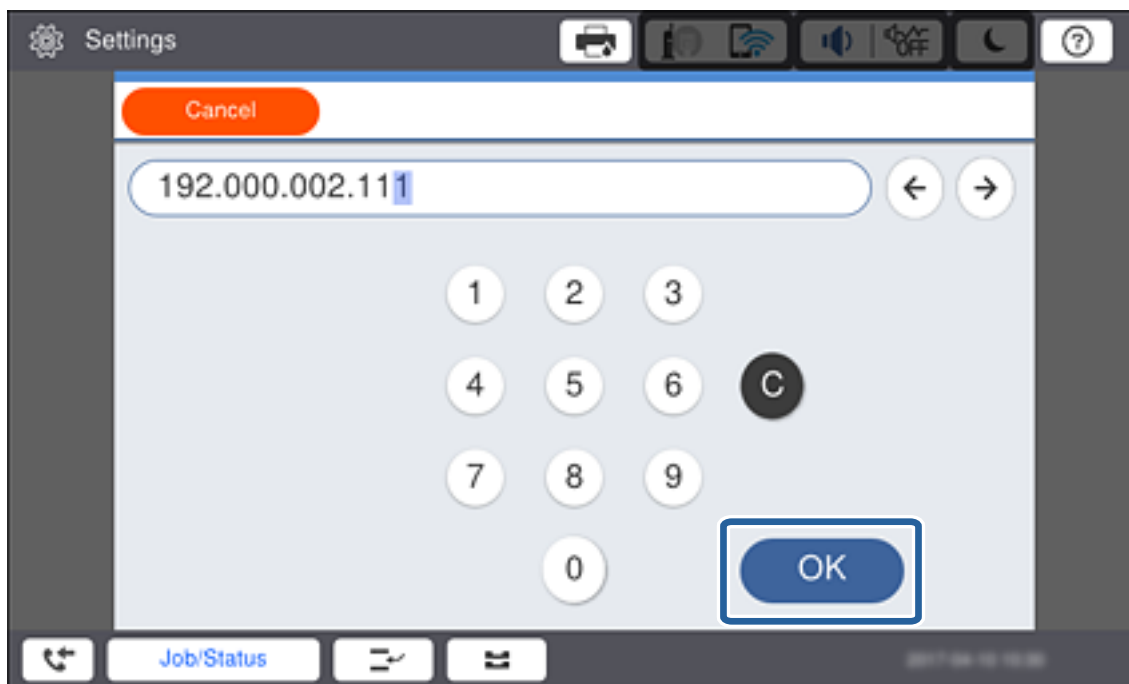 Settings
OFF
?
Cancel
192.000.002.111
1 2 3
4 5 6 C
7 8 9
0 OK
Job/Status